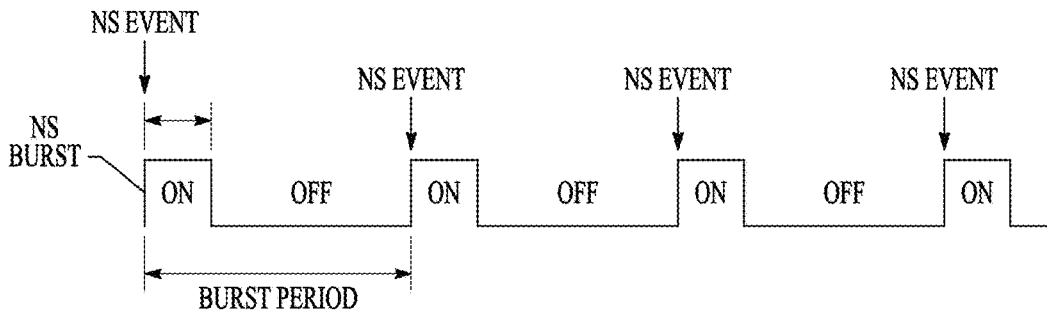 NS EVENT
NS EVENT
NS EVENT
NS EVENT
NS
BURST
ON
OFF
ON
OFF
ON
OFF
ON
BURST PERIOD